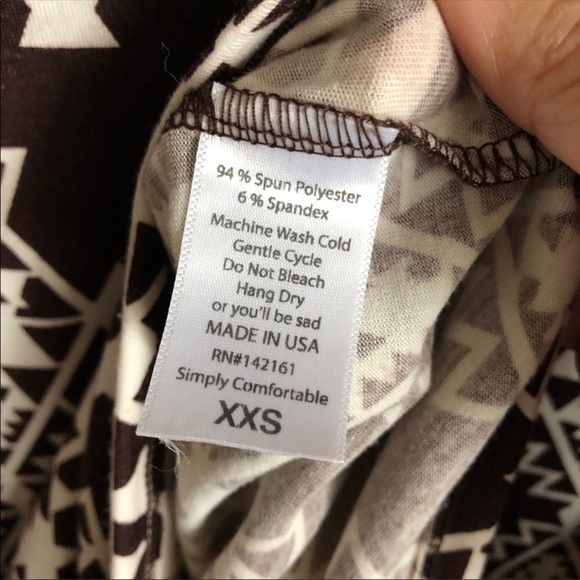 94 % Spun Polyester
6 % Spandex
Machine Wash Cold
Gentle Cycle
Do Not Bleach
Hang Dry
or you'll be sad
MADE IN USA
RN#142161
Simply Comfortable
XXS